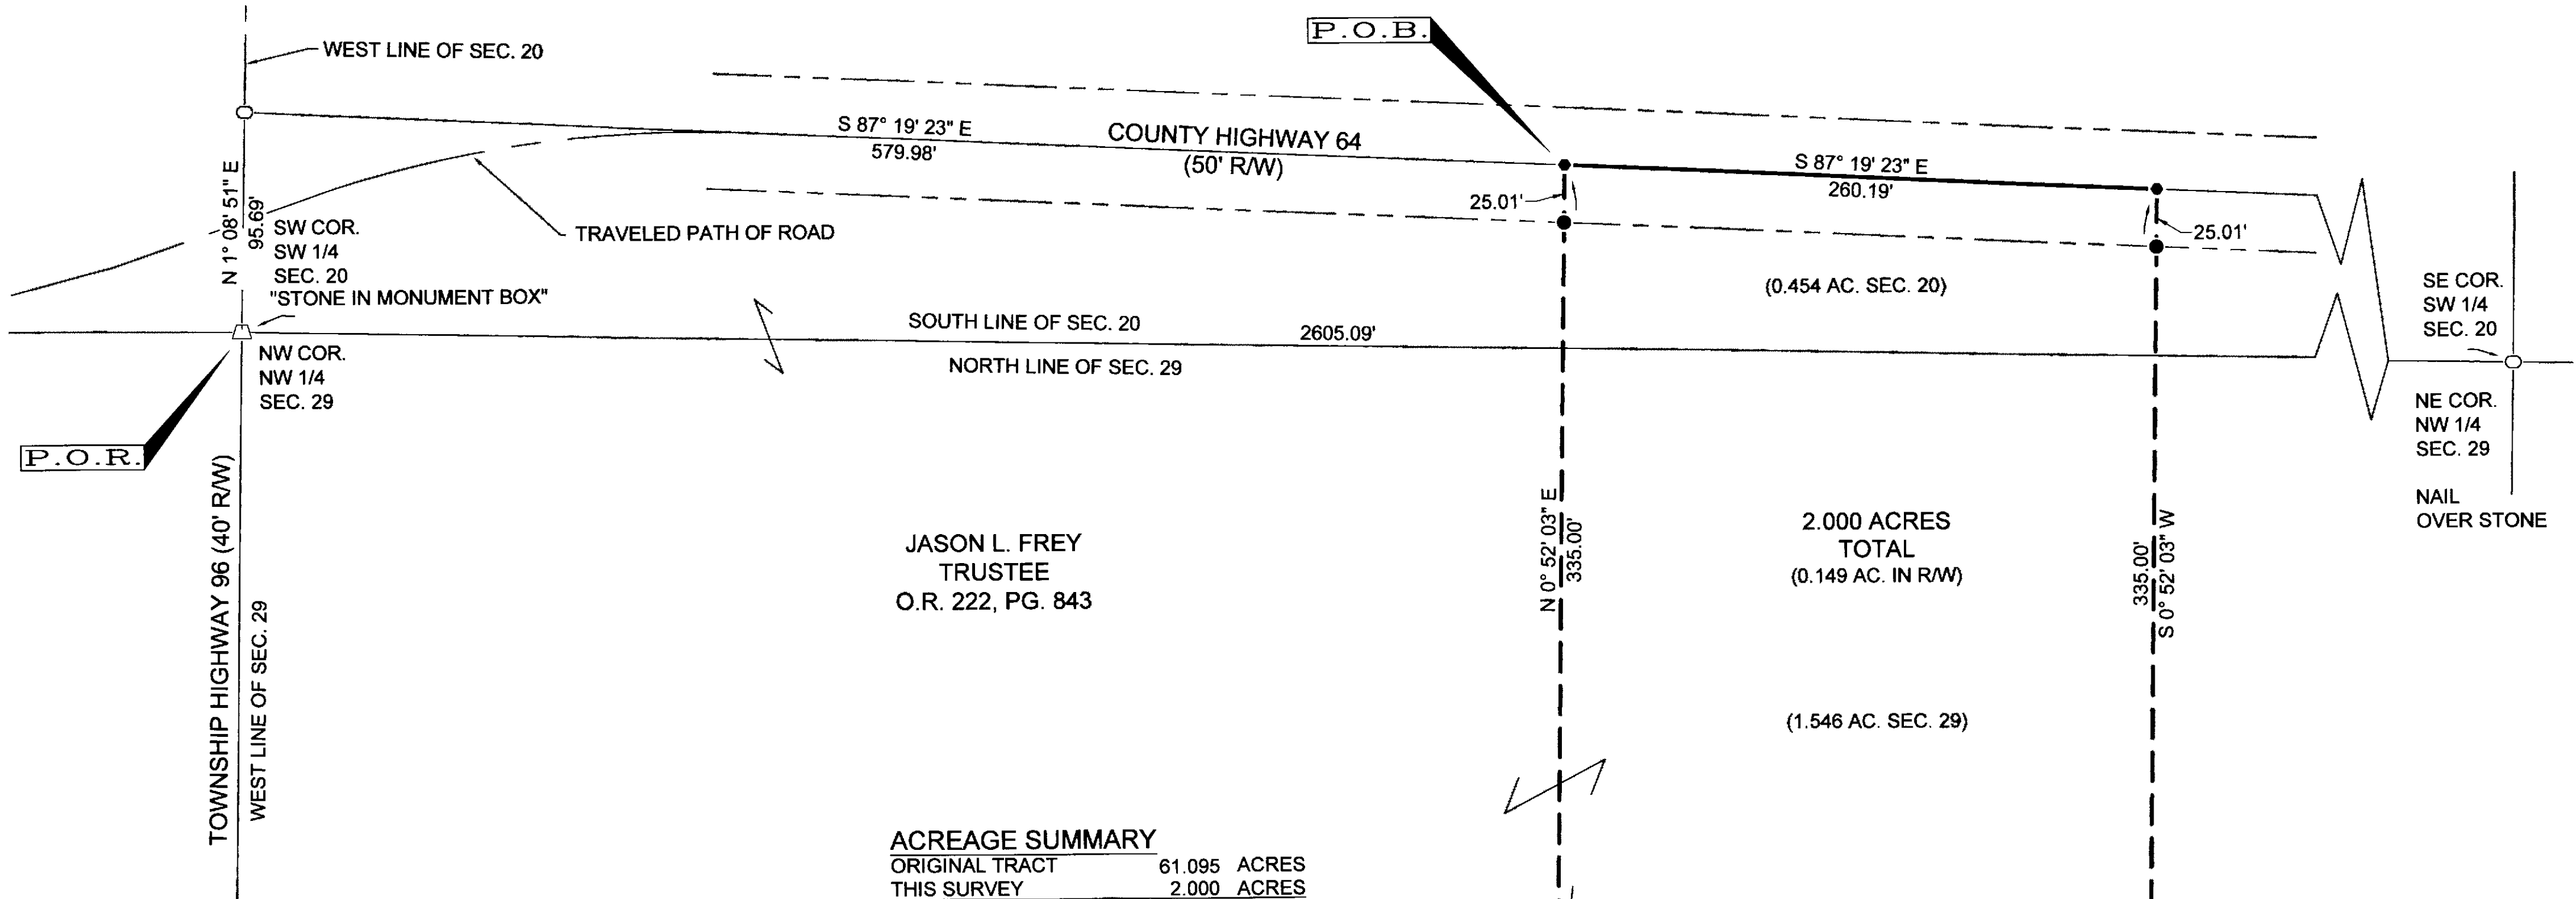 WEST LINE OF SEC. 20
P.O.B.
S 87° 19' 23" E
579.98'
COUNTY HIGHWAY 64
(50' R/W)
S 87° 19' 23" E
260.19'
25.01'
25.01'
N 1° 08' 51" E
95.69'
SW COR.
SW 1/4
SEC. 20
"STONE IN MONUMENT BOX"
TRAVELED PATH OF ROAD
(0.454 AC. SEC. 20)
SE COR.
SW 1/4
SEC. 20
SOUTH LINE OF SEC. 20
2605.09'
NORTH LINE OF SEC. 29
NW COR.
NW 1/4
SEC. 29
NE COR.
NW 1/4
SEC. 29
NAIL
OVER STONE
P.O.R.
TOWNSHIP HIGHWAY 96 (40' R/W)
WEST LINE OF SEC. 29
JASON L. FREY
TRUSTEE
O.R. 222, PG. 843
N 0° 52' 03" E
335.00'
2.000 ACRES
TOTAL
(0.149 AC. IN R/W)
335.00'
S 0° 52' 03" W
(1.546 AC. SEC. 29)
ACREAGE SUMMARY
ORIGINAL TRACT 61.095 ACRES
THIS SURVEY 2.000 ACRES